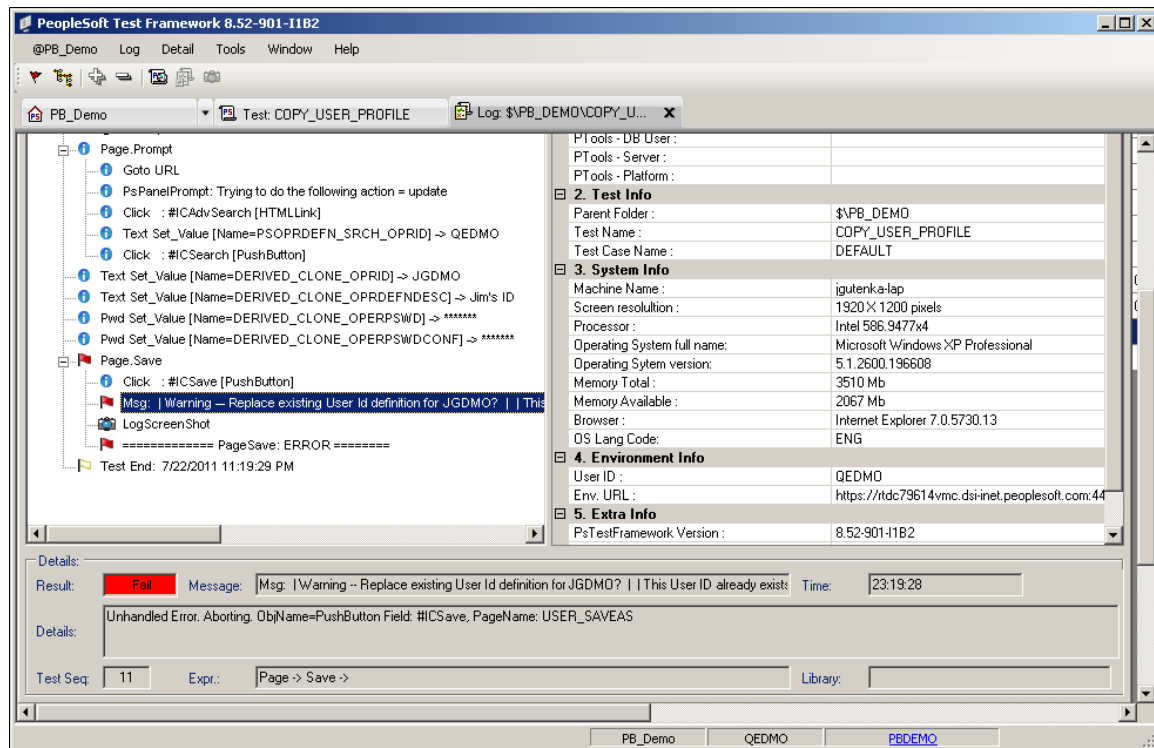 PeopleSoft Test Framework 8.52-901-I1B2
@PB_Demo Log Detail Tools Window Help
PB_Demo Test: COPY_USER_PROFILE Log: $\PB_DEMO\COPY_U... X
Page.Prompt
Goto URL
PsPanelPrompt: Trying to do the following action = update
Click : #ICAdvSearch [HTMLLink]
Text Set_Value [Name=PSOPRDEFN_SRCH_OPRID] -> QEDMO
Click : #ICSearch [PushButton]
Text Set_Value [Name=DERIVED_CLONE_OPRID] -> JGDMO
Text Set_Value [Name=DERIVED_CLONE_OPRDEFNDESC] -> Jim's ID
Pwd Set_Value [Name=DERIVED_CLONE_OPERPSWD] -> *******
Pwd Set_Value [Name=DERIVED_CLONE_OPERPSWDCONF] -> *******
Page.Save
Click : #ICSave [PushButton]
Msg: | Warning -- Replace existing User Id definition for JGDMO? | | This
LogScreenShot
============= PageSave: ERROR ========
Test End: 7/22/2011 11:19:29 PM
PTools - DB User :
PTools - Server :
PTools - Platform :
2. Test Info
Parent Folder : $\PB_DEMO
Test Name : COPY_USER_PROFILE
Test Case Name : DEFAULT
3. System Info
Machine Name : jgutenka-lap
Screen resolultion : 1920 X 1200 pixels
Processor : Intel 586.9477x4
Operating System full name: Microsoft Windows XP Professional
Operating Sytem version: 5.1.2600.196608
Memory Total : 3510 Mb
Memory Available : 2067 Mb
Browser : Internet Explorer 7.0.5730.13
OS Lang Code: ENG
4. Environment Info
User ID : QEDMO
Env. URL : https://rtdc79614vmc.dsi-inet.peoplesoft.com:44
5. Extra Info
PsTestFramework Version : 8.52-901-I1B2
Details:
Result: Fail Message: Msg: | Warning -- Replace existing User Id definition for JGDMO? | | This User ID already exists Time: 23:19:28
Details: Unhandled Error. Aborting. ObjName=PushButton Field: #ICSave, PageName: USER_SAVEAS
Test Seq: 11 Expr.: Page -> Save -> Library:
PB_Demo QEDMO PBDEMO